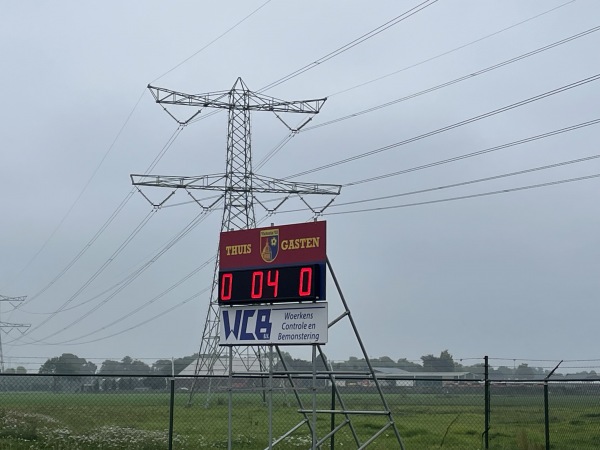 THUIS GASTEN
0 04 0
WCB
Woerkens
Controle en
Bemonstering